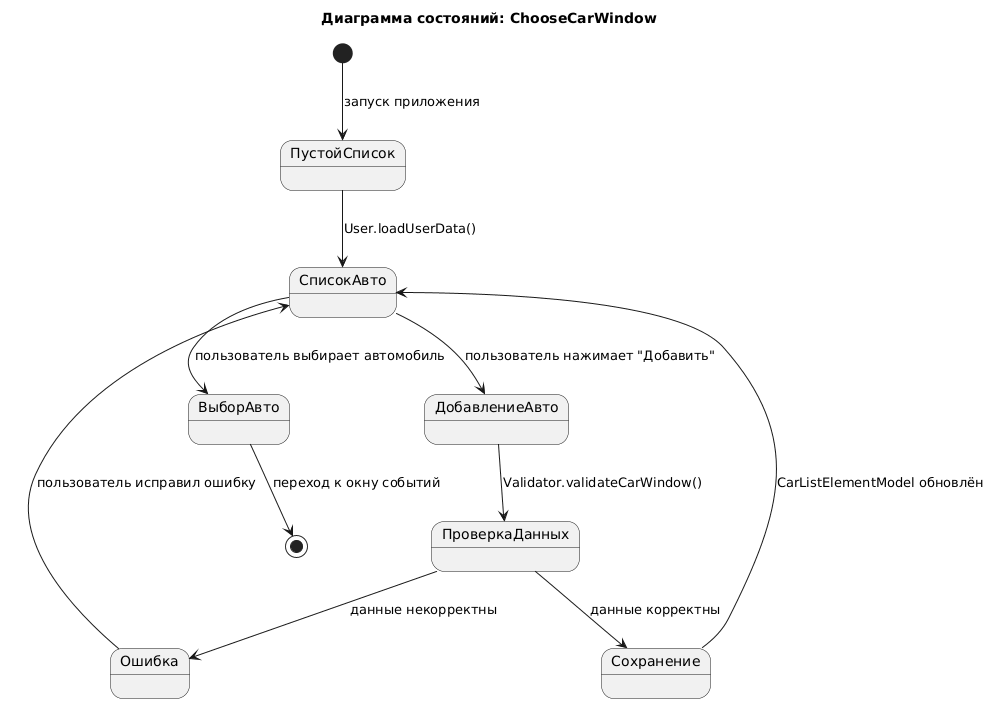 Диаграмма состояний: ChooseCarWindow
запуск приложения
ПустойСписок
User.loadUserData()
СписокАвто
пользователь выбирает автомобиль
пользователь нажимает "Добавить"
ВыборАвто
ДобавлениеАвто
пользователь исправил ошибку
переход к окну событий
Validator.validateCarWindow()
CarListElementModel обновлён
ПроверкаДанных
данные некорректны
данные корректны
Ошибка
Сохранение